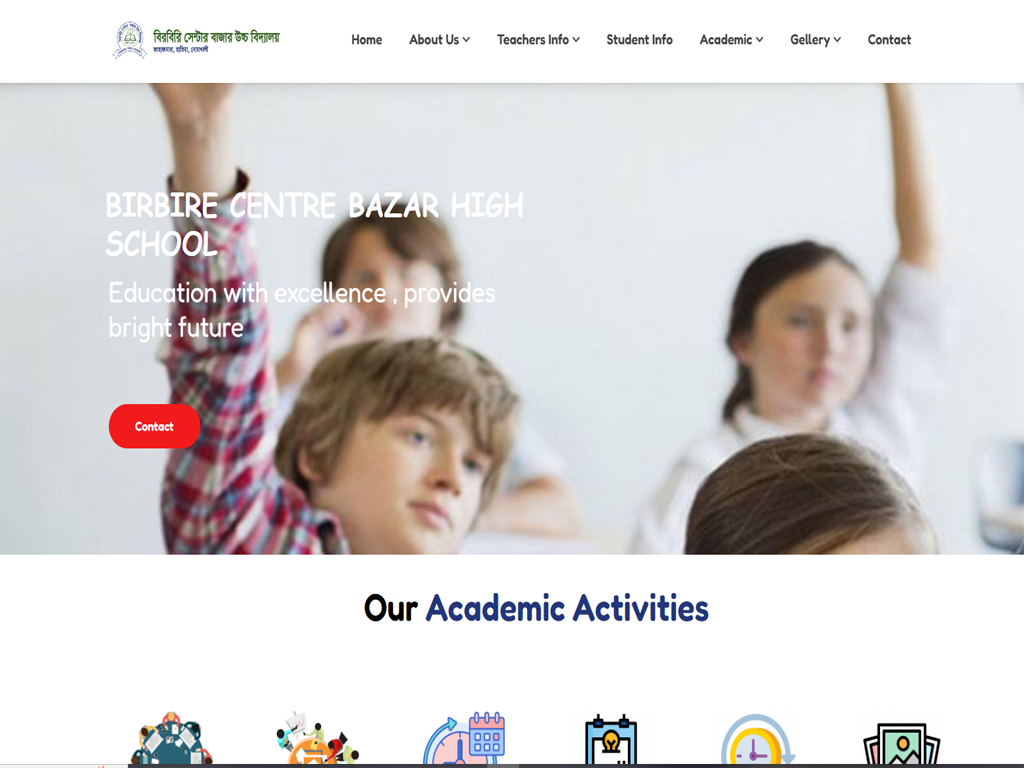 বিরবিরি সেন্টার বাজার উচ্চ বিদ্যালয়
জাহাজমারা, হাতিয়া, নোয়াখালী
Home About Us Teachers Info Student Info Academic Gellery Contact
BIRBIRE CENTRE BAZAR HIGH
SCHOOL
Education with excellence , provides
bright future
Contact
Our Academic Activities